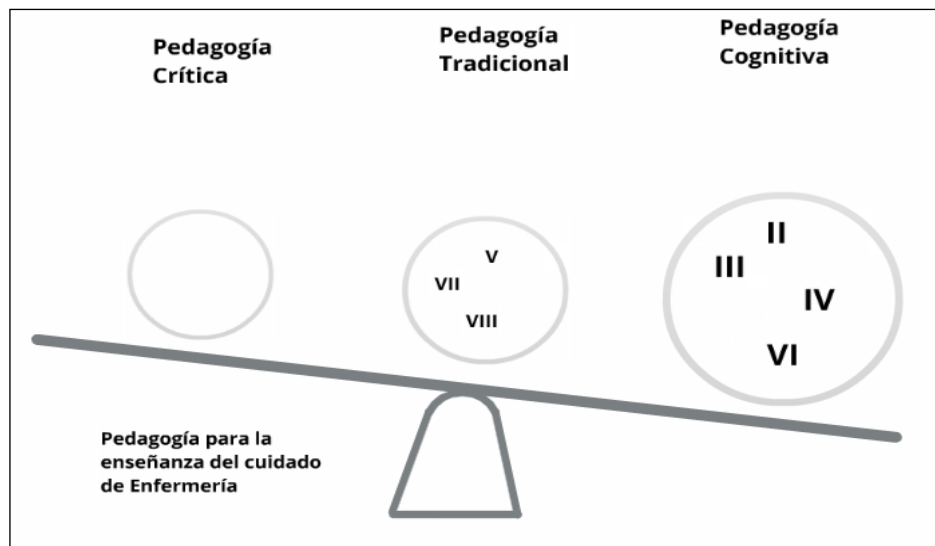 Pedagogía
Crítica
Pedagogía
Tradicional
Pedagogía
Cognitiva
V
VII
VIII
II
III
IV
VI
Pedagogía para la
enseñanza del cuidado
de Enfermería